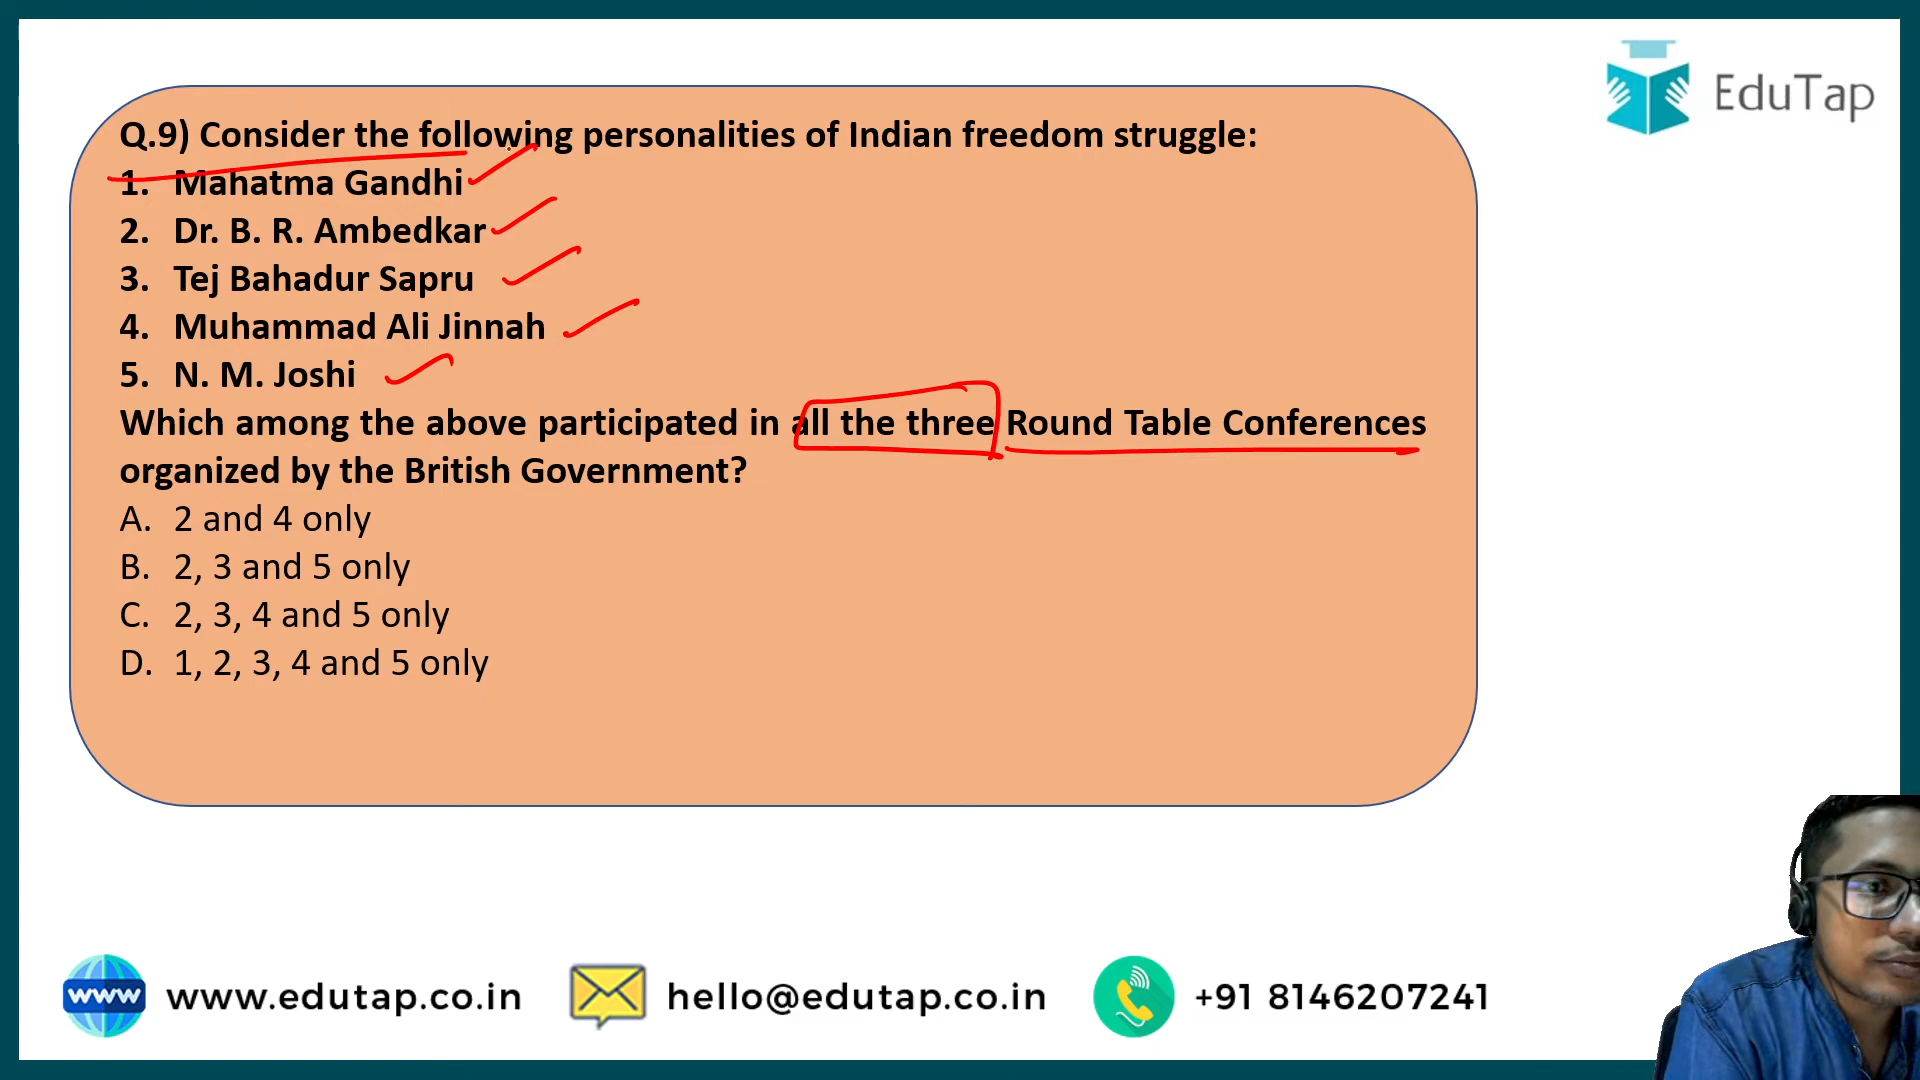 EduTap
Q.9) Consider the following personalities of Indian freedom struggle:
1. Mahatma Gandhi
2. Dr. B. R. Ambedkar
3. Tej Bahadur Sapru
4. Muhammad Ali Jinnah
5. N. M. Joshi
Which among the above participated in all the three Round Table Conferences
organized by the British Government?
A. 2 and 4 only
B. 2, 3 and 5 only
C. 2, 3, 4 and 5 only
D. 1, 2, 3, 4 and 5 only
www www.edutap.co.in hello@edutap.co.in +91 8146207241